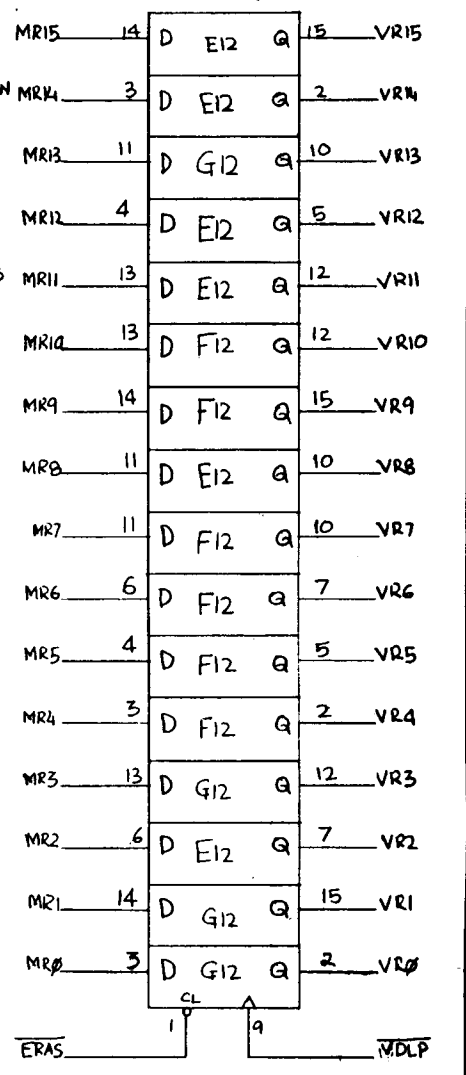 MR15 14 D E12 Q 15 VR15
N MR14 3 D E12 Q 2 VR14
MR13 11 D G12 Q 10 VR13
MR12 4 D E12 Q 5 VR12
MR11 13 D E12 Q 12 VR11
MR10 13 D F12 Q 12 VR10
MR9 14 D F12 Q 15 VR9
MR8 11 D E12 Q 10 VR8
MR7 11 D F12 Q 10 VR7
MR6 6 D F12 Q 7 VR6
MR5 4 D F12 Q 5 VR5
MR4 3 D F12 Q 2 VR4
MR3 13 D G12 Q 12 VR3
MR2 6 D E12 Q 7 VR2
MR1 14 D G12 Q 15 VR1
MRØ 3 D G12 Q 2 VRØ
CL
1 9
ERAS VDLP